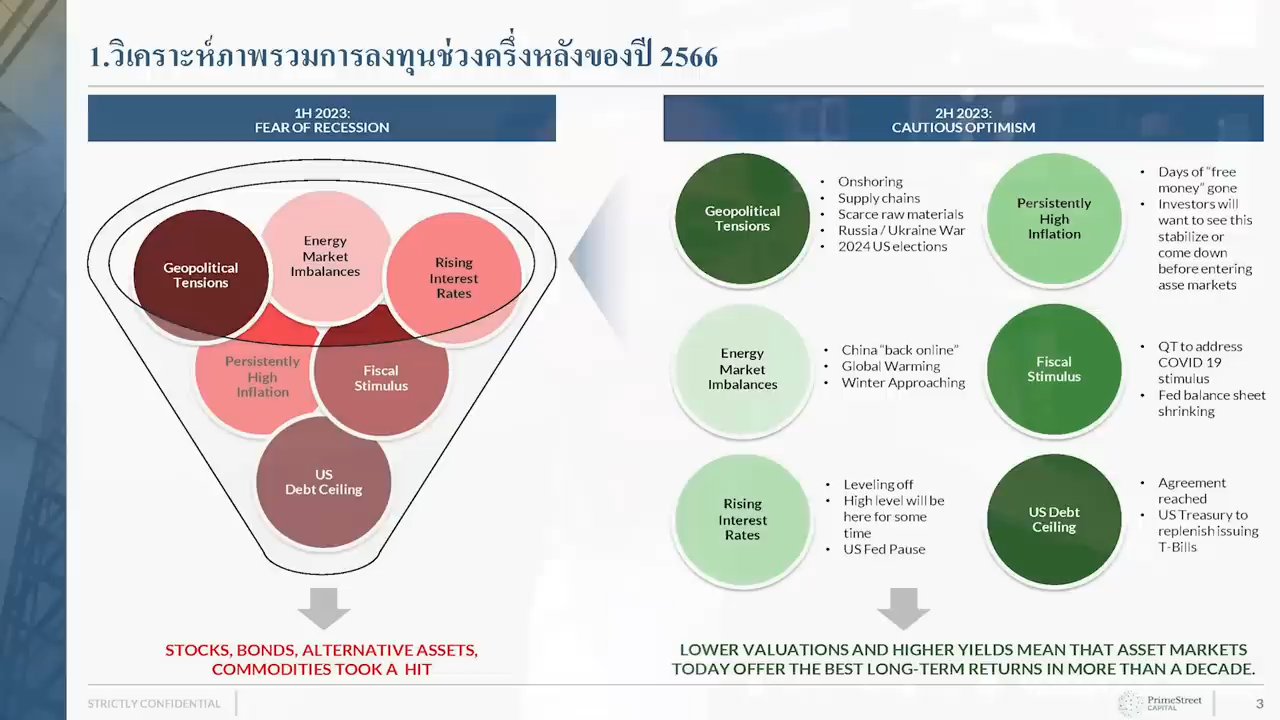 1.วิเคราะห์ภาพรวมการลงทุนช่วงครึ่งหลังของปี 2566
1H 2023:
FEAR OF RECESSION
Geopolitical
Tensions
Energy
Market
Imbalances
Rising
Interest
Rates
Persistently
High
Inflation
Fiscal
Stimulus
US
Debt Ceiling
STOCKS, BONDS, ALTERNATIVE ASSETS,
COMMODITIES TOOK A HIT
2H 2023:
CAUTIOUS OPTIMISM
Geopolitical
Tensions
• Onshoring
• Supply chains
• Scarce raw materials
• Russia / Ukraine War
• 2024 US elections
Persistently
High
Inflation
• Days of "free
money" gone
• Investors will
want to see this
stabilize or
come down
before entering
asse markets
Energy
Market
Imbalances
• China "back online"
• Global Warming
• Winter Approaching
Fiscal
Stimulus
• QT to address
COVID 19
stimulus
• Fed balance sheet
shrinking
Rising
Interest
Rates
• Leveling off
• High level will be
here for some
time
• US Fed Pause
US Debt
Ceiling
• Agreement
reached
• US Treasury to
replenish issuing
T-Bills
LOWER VALUATIONS AND HIGHER YIELDS MEAN THAT ASSET MARKETS
TODAY OFFER THE BEST LONG-TERM RETURNS IN MORE THAN A DECADE.
STRICTLY CONFIDENTIAL
PrimeStreet
CAPITAL
3